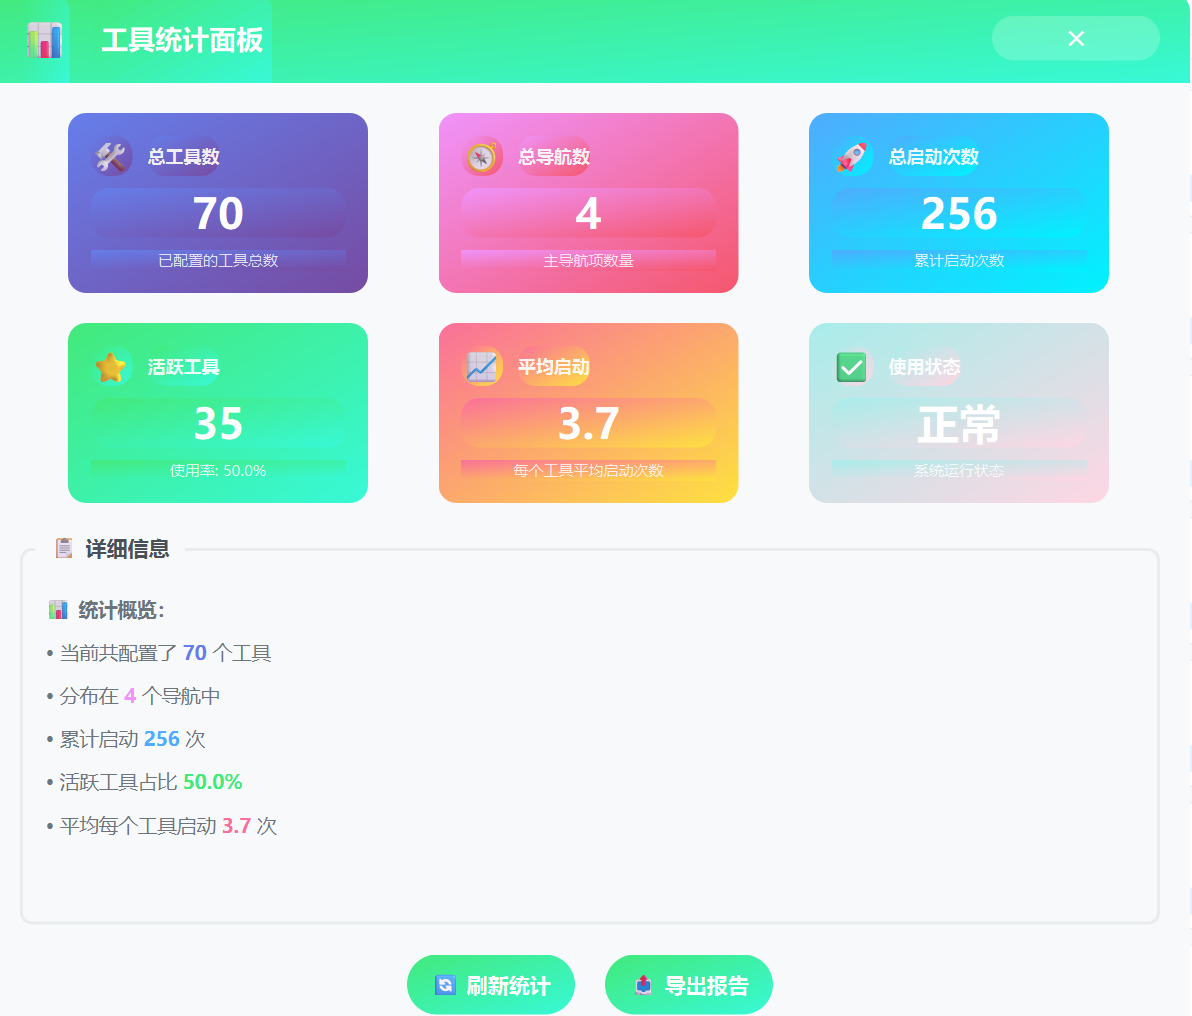 工具统计面板
总工具数
70
已配置的工具总数
总导航数
4
主导航项数量
总启动次数
256
累计启动次数
活跃工具
35
使用率: 50.0%
平均启动
3.7
每个工具平均启动次数
使用状态
正常
系统运行状态
详细信息
统计概览:
• 当前共配置了 70 个工具
• 分布在 4 个导航中
• 累计启动 256 次
• 活跃工具占比 50.0%
• 平均每个工具启动 3.7 次
刷新统计
导出报告